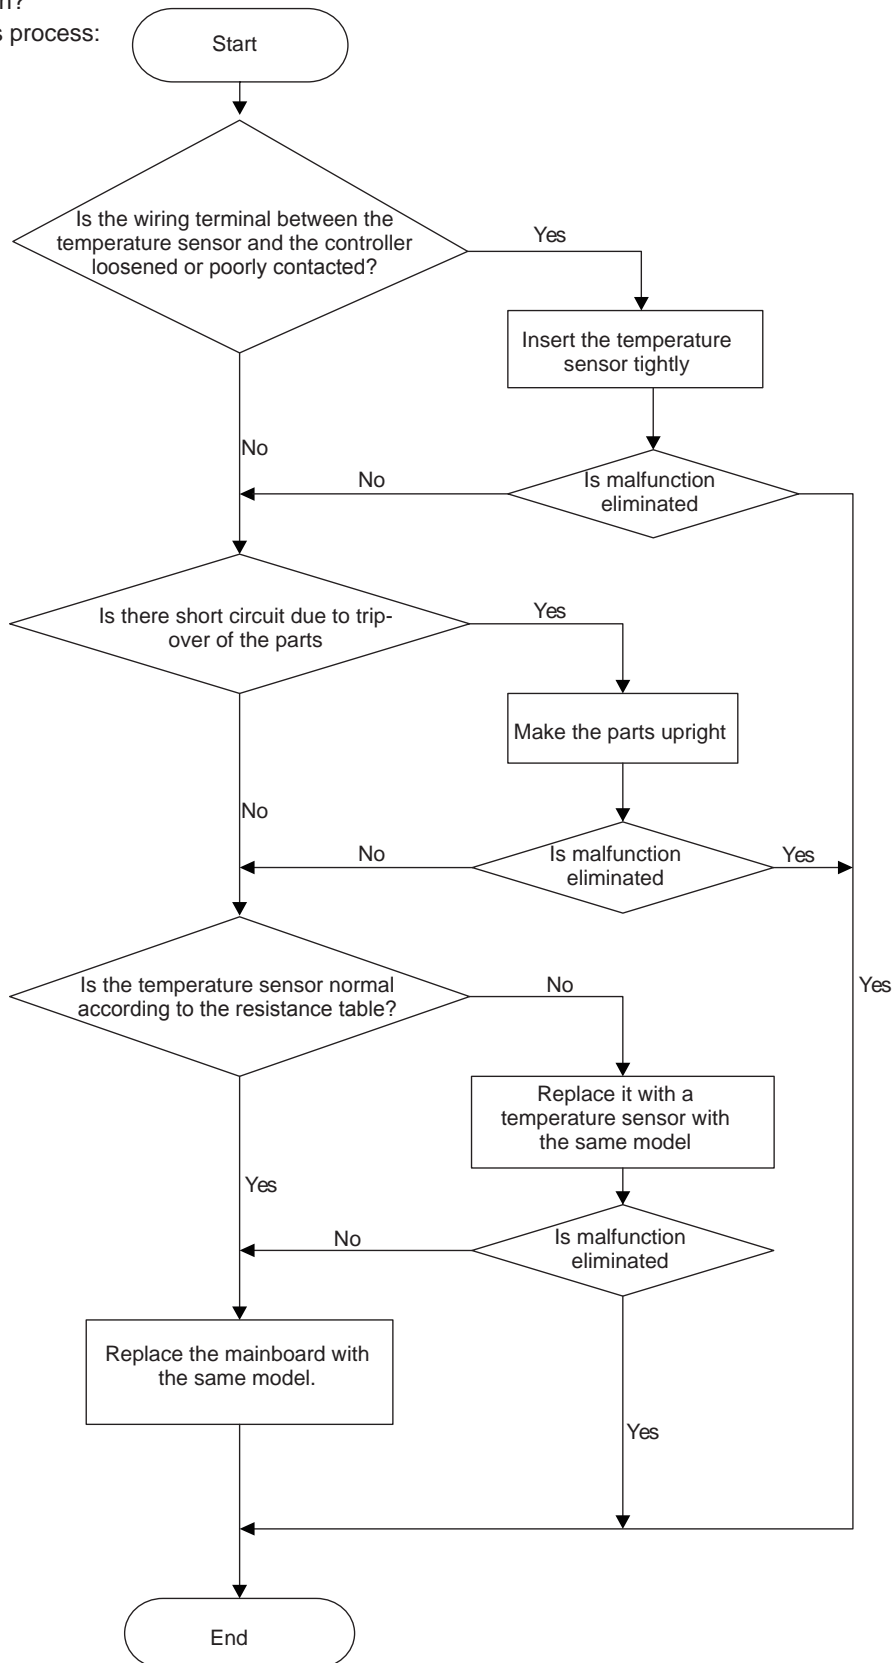 s process:
Start
Is the wiring terminal between the
temperature sensor and the controller
loosened or poorly contacted?
Yes
Insert the temperature
sensor tightly
No
No
Is malfunction
eliminated
Is there short circuit due to trip-
over of the parts
Yes
Make the parts upright
No
No
Is malfunction
eliminated
Yes
Is the temperature sensor normal
according to the resistance table?
No
Yes
Replace it with a
temperature sensor with
the same model
Yes
No
Is malfunction
eliminated
Replace the mainboard with
the same model.
Yes
End